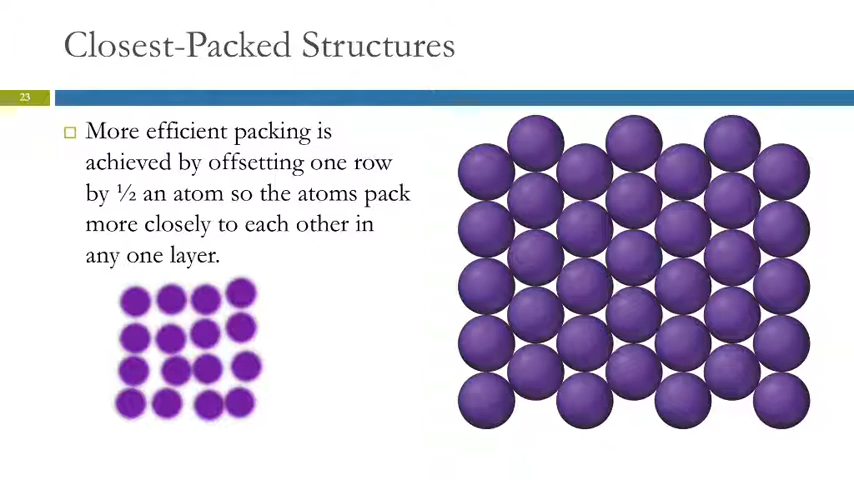 Closest-Packed Structures
23
More efficient packing is
achieved by offsetting one row
by ½ an atom so the atoms pack
more closely to each other in
any one layer.